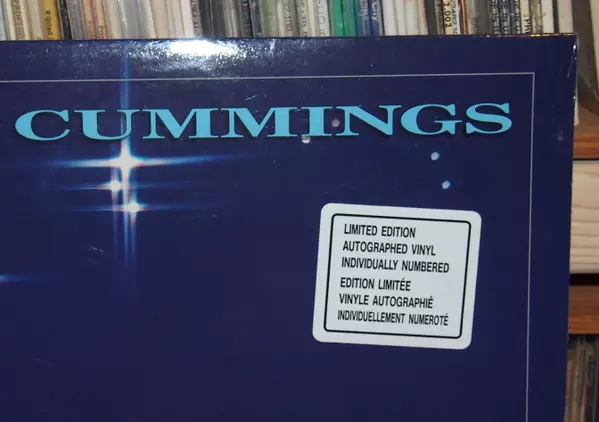 CUMMINGS
LIMITED EDITION
AUTOGRAPHED VINYL
INDIVIDUALLY NUMBERED
EDITION LIMITÉE
VINYLE AUTOGRAPHIÉ
INDIVIDUELLEMENT NUMEROTÉ